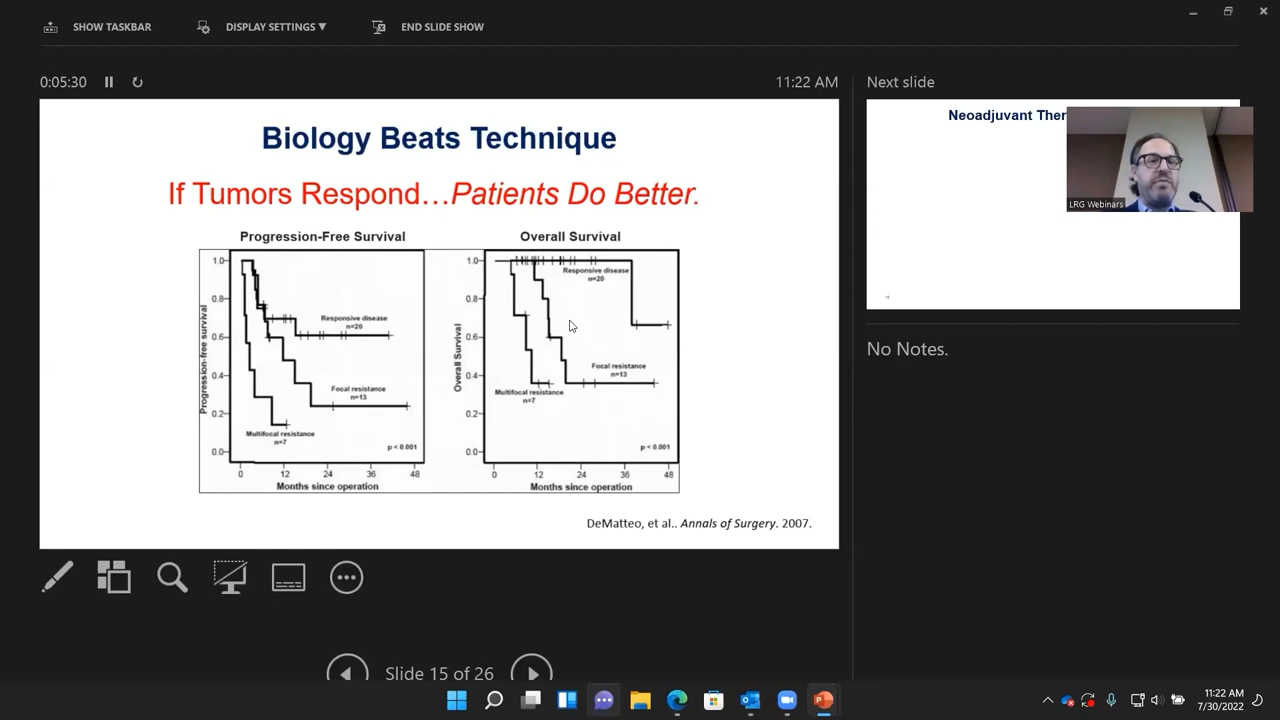 SHOW TASKBAR
DISPLAY SETTINGS ▼
END SLIDE SHOW
0:05:30
11:22 AM
Next slide
Biology Beats Technique
If Tumors Respond…Patients Do Better.
Progression-Free Survival
Progression-free survival
1.0
0.8
0.6
0.4
0.2
0.0
Responsive disease
n=20
Focal resistance
n=13
Multifocal resistance
n=7
p < 0.001
0 12 24 36 48
Months since operation
Overall Survival
Overall Survival
1.0
0.8
0.6
0.4
0.2
0.0
Responsive disease
n=20
Focal resistance
n=13
Multifocal resistance
n=7
p < 0.001
0 12 24 36 48
Months since operation
DeMatteo, et al.. Annals of Surgery. 2007.
Neoadjuvant Ther
LRG Webinars
No Notes.
Slide 15 of 26
11:22 AM
7/30/2022